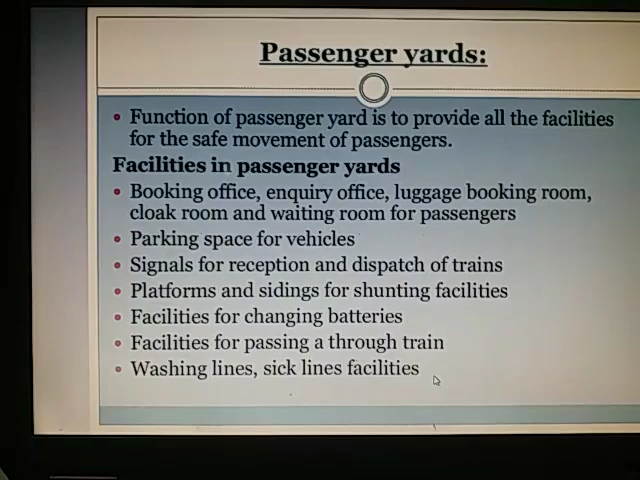 Passenger yards:
• Function of passenger yard is to provide all the facilities
for the safe movement of passengers.
Facilities in passenger yards
• Booking office, enquiry office, luggage booking room,
cloak room and waiting room for passengers
• Parking space for vehicles
• Signals for reception and dispatch of trains
• Platforms and sidings for shunting facilities
• Facilities for changing batteries
• Facilities for passing a through train
• Washing lines, sick lines facilities